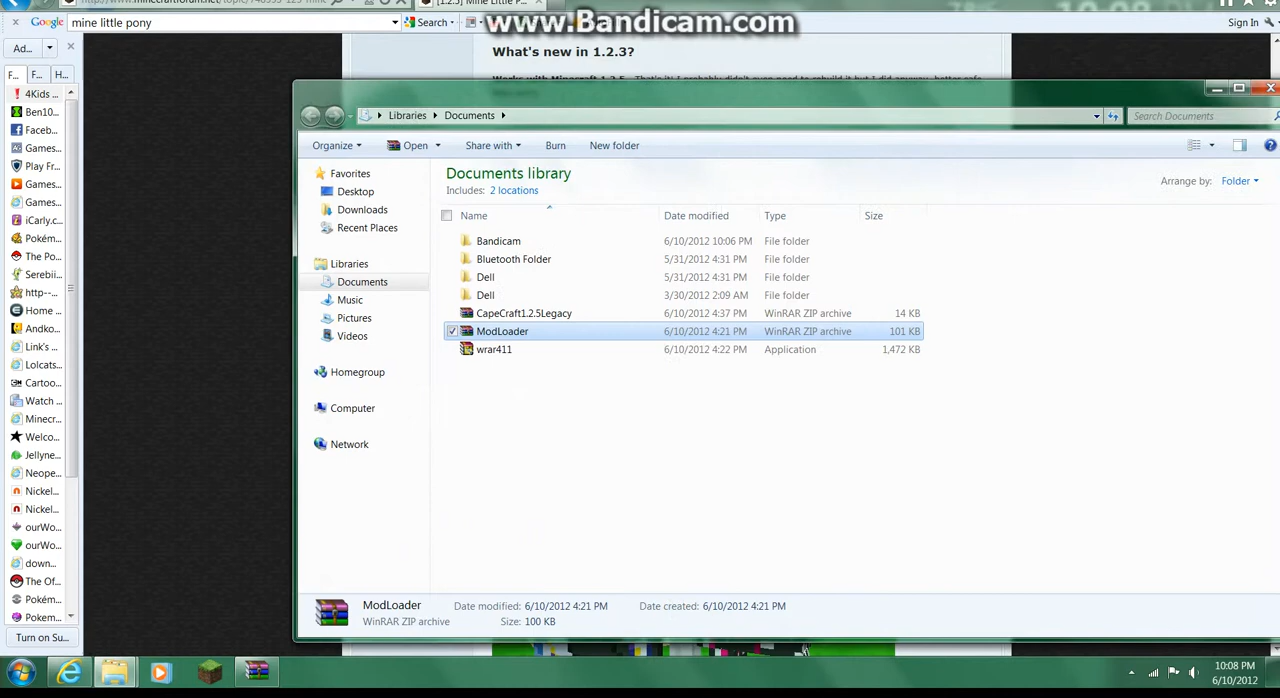 www.Bandicam.com
[1.2.5] Mine Little P...
Google mine little pony Search Sign In
What's new in 1.2.3?
Ad...
F... F... H...
4Kids ...
Ben10...
Faceb...
Games...
Play Fr...
Games...
Games...
iCarly.c...
Pokém...
The Po...
Serebii...
http--...
Home ...
Andko...
Link's ...
Lolcats...
Cartoo...
Watch ...
Minecr...
Welco...
Jellyne...
Neope...
Nickel...
Nickel...
ourWo...
ourWo...
down...
The Of...
Pokém...
Pokem...
Turn on Su...
Libraries Documents Search Documents
Organize Open Share with Burn New folder
Favorites
Desktop
Downloads
Recent Places
Libraries
Documents
Music
Pictures
Videos
Homegroup
Computer
Network
Documents library
Includes: 2 locations
Arrange by: Folder
Name Date modified Type Size
Bandicam 6/10/2012 10:06 PM File folder
Bluetooth Folder 5/31/2012 4:31 PM File folder
Dell 5/31/2012 4:31 PM File folder
Dell 3/30/2012 2:09 AM File folder
CapeCraft1.2.5Legacy 6/10/2012 4:37 PM WinRAR ZIP archive 14 KB
ModLoader 6/10/2012 4:21 PM WinRAR ZIP archive 101 KB
wrar411 6/10/2012 4:22 PM Application 1,472 KB
ModLoader Date modified: 6/10/2012 4:21 PM Date created: 6/10/2012 4:21 PM
WinRAR ZIP archive Size: 100 KB
10:08 PM
6/10/2012